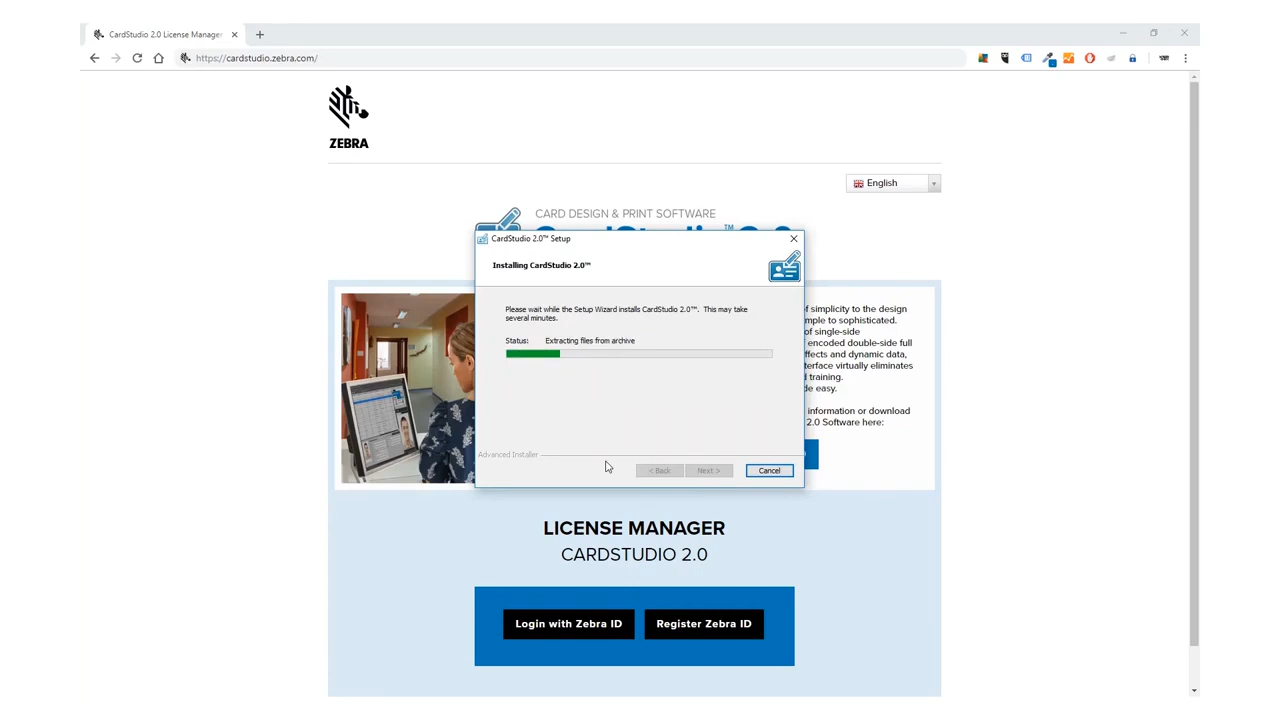 CardStudio 2.0 License Manager
https://cardstudio.zebra.com/
ZEBRA
English
CARD DESIGN & PRINT SOFTWARE
CardStudio 2.0™ Setup
Installing CardStudio 2.0™
Please wait while the Setup Wizard installs CardStudio 2.0™. This may take
several minutes.
Status: Extracting files from archive
Advanced Installer
< Back
Next >
Cancel
of simplicity to the design
mple to sophisticated.
of single-side
encoded double-side full
ffects and dynamic data,
terface virtually eliminates
d training.
de easy.
information or download
2.0 Software here:
LICENSE MANAGER
CARDSTUDIO 2.0
Login with Zebra ID
Register Zebra ID